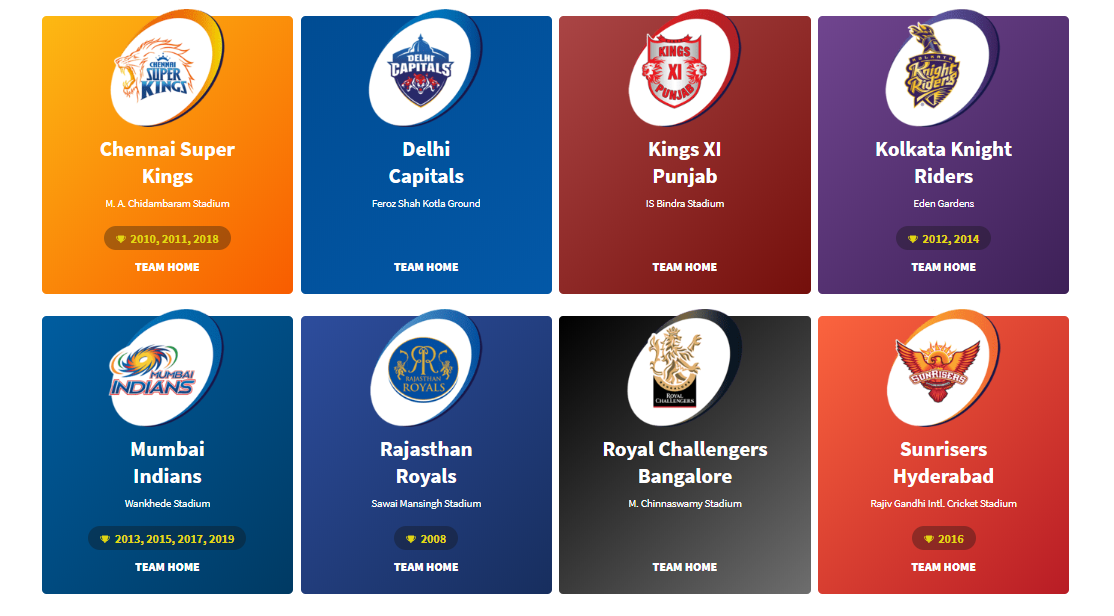 CHENNAI
SUPER
KINGS
Chennai Super
Kings
M. A. Chidambaram Stadium
2010, 2011, 2018
TEAM HOME
DELHI
CAPITALS
Delhi
Capitals
Feroz Shah Kotla Ground
TEAM HOME
KINGS
XI
PUNJAB
Kings XI
Punjab
IS Bindra Stadium
TEAM HOME
KOLKATA
Knight
Riders
Kolkata Knight
Riders
Eden Gardens
2012, 2014
TEAM HOME
MUMBAI
INDIANS
Mumbai
Indians
Wankhede Stadium
2013, 2015, 2017, 2019
TEAM HOME
RR
RAJASTHAN
ROYALS
Rajasthan
Royals
Sawai Mansingh Stadium
2008
TEAM HOME
ROYAL
CHALLENGERS
Royal Challengers
Bangalore
M. Chinnaswamy Stadium
TEAM HOME
SUNRISERS
Sunrisers
Hyderabad
Rajiv Gandhi Intl. Cricket Stadium
2016
TEAM HOME